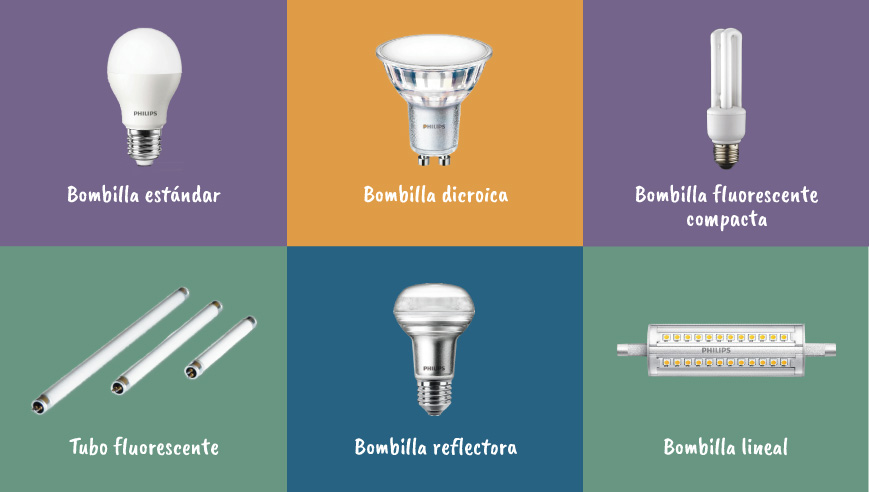 PHILIPS
Bombilla estándar
PHILIPS
Bombilla dicroica
Bombilla fluorescente
compacta
Tubo fluorescente
PHILIPS
Bombilla reflectora
PHILIPS
Bombilla lineal